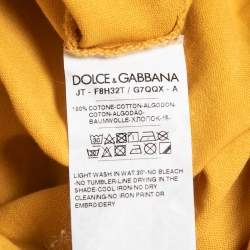 DOLCE & GABBANA
JT - F8H32T / G7QQX - A
100% COTONE-COTTON-ALGODON
COTON-ALGODÃO-
BAUMWOLLE-ХЛОПОК-
LIGHT WASH IN WAT.30°-NO BLEACH
-NO TUMBLER-LINE DRYING IN THE
SHADE-COOL IRON-NO DRY
CLEANING-NO IRON PRINT OR
EMBROIDERY